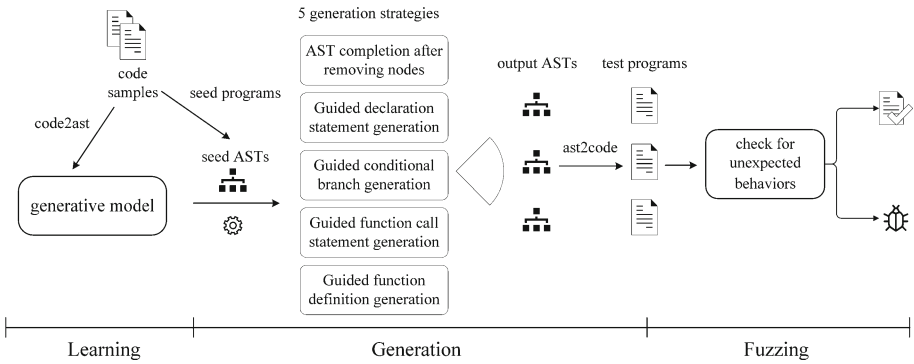 5 generation strategies
code
samples
seed programs
code2ast
seed ASTs
generative model
AST completion after
removing nodes
Guided declaration
statement generation
Guided conditional
branch generation
Guided function call
statement generation
Guided function
definition generation
output ASTs
test programs
ast2code
check for
unexpected
behaviors
Learning
Generation
Fuzzing